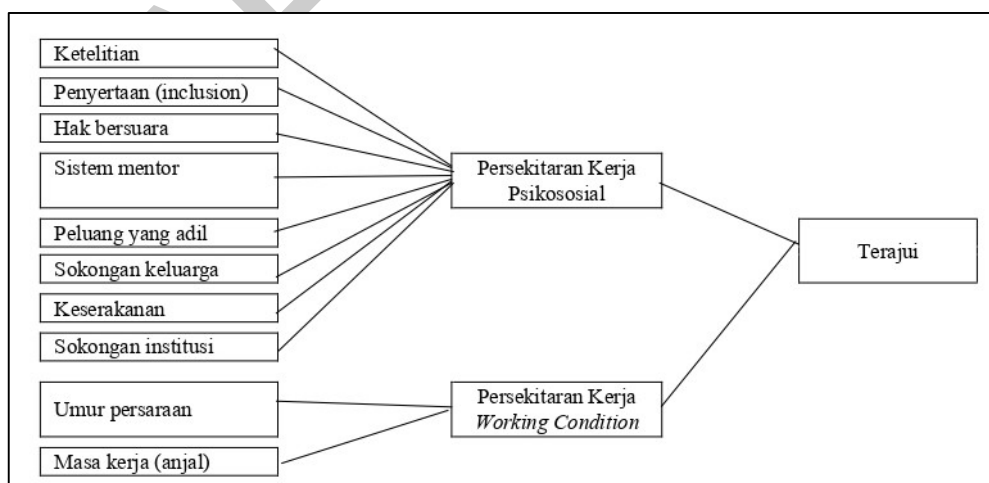 Ketelitian
Penyertaan (inclusion)
Hak bersuara
Sistem mentor
Peluang yang adil
Sokongan keluarga
Keserakanan
Sokongan institusi
Umur persaraan
Masa kerja (anjal)
Persekitaran Kerja
Psikososial
Persekitaran Kerja
Working Condition
Terajui